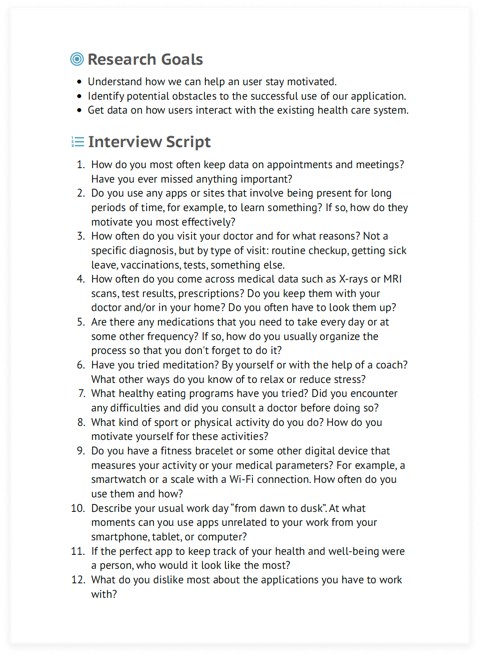 Research Goals
• Understand how we can help an user stay motivated.
• Identify potential obstacles to the successful use of our application.
• Get data on how users interact with the existing health care system.
Interview Script
1. How do you most often keep data on appointments and meetings?
Have you ever missed anything important?
2. Do you use any apps or sites that involve being present for long
periods of time, for example, to learn something? If so, how do they
motivate you most effectively?
3. How often do you visit your doctor and for what reasons? Not a
specific diagnosis, but by type of visit: routine checkup, getting sick
leave, vaccinations, tests, something else.
4. How often do you come across medical data such as X-rays or MRI
scans, test results, prescriptions? Do you keep them with your
doctor and/or in your home? Do you often have to look them up?
5. Are there any medications that you need to take every day or at
some other frequency? If so, how do you usually organize the
process so that you don't forget to do it?
6. Have you tried meditation? By yourself or with the help of a coach?
What other ways do you know of to relax or reduce stress?
7. What healthy eating programs have you tried? Did you encounter
any difficulties and did you consult a doctor before doing so?
8. What kind of sport or physical activity do you do? How do you
motivate yourself for these activities?
9. Do you have a fitness bracelet or some other digital device that
measures your activity or your medical parameters? For example, a
smartwatch or a scale with a Wi-Fi connection. How often do you
use them and how?
10. Describe your usual work day “from dawn to dusk”. At what
moments can you use apps unrelated to your work from your
smartphone, tablet, or computer?
11. If the perfect app to keep track of your health and well-being were
a person, who would it look like the most?
12. What do you dislike most about the applications you have to work
with?